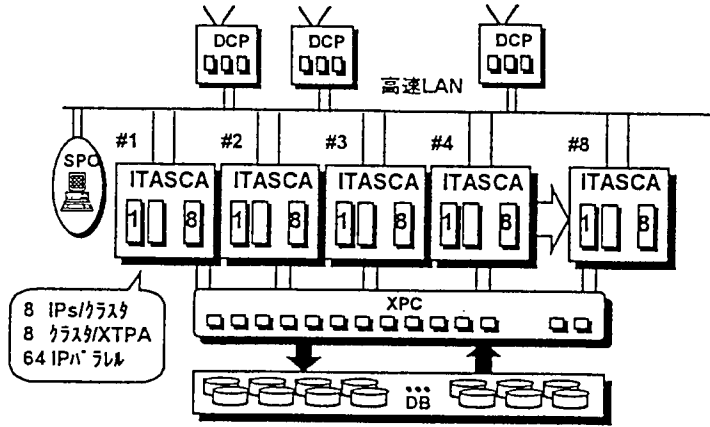 DCP DCP DCP
高速LAN
#1 #2 #3 #4 #8
SPC
ITASCA ITASCA ITASCA ITASCA ITASCA
1 8 1 8 1 8 1 8 1 8
XPC
8 IPs/クラスタ
8 クラスタ/XTPA
64 IPパラレル
... DB